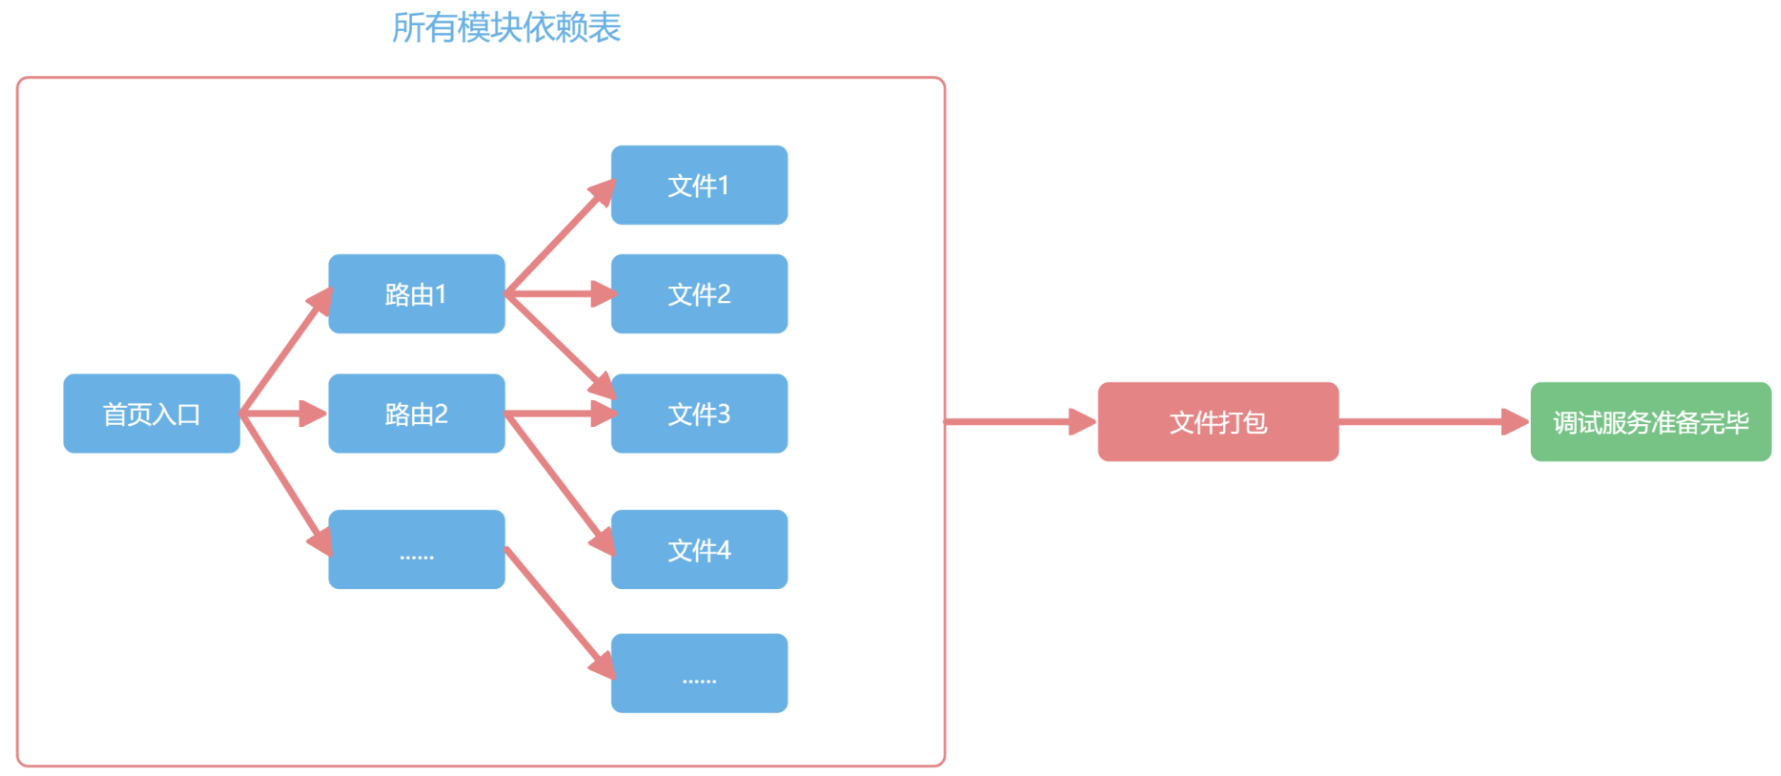 所有模块依赖表
文件1
路由1
文件2
首页入口
路由2
文件3
文件打包
调试服务准备完毕
......
文件4
......